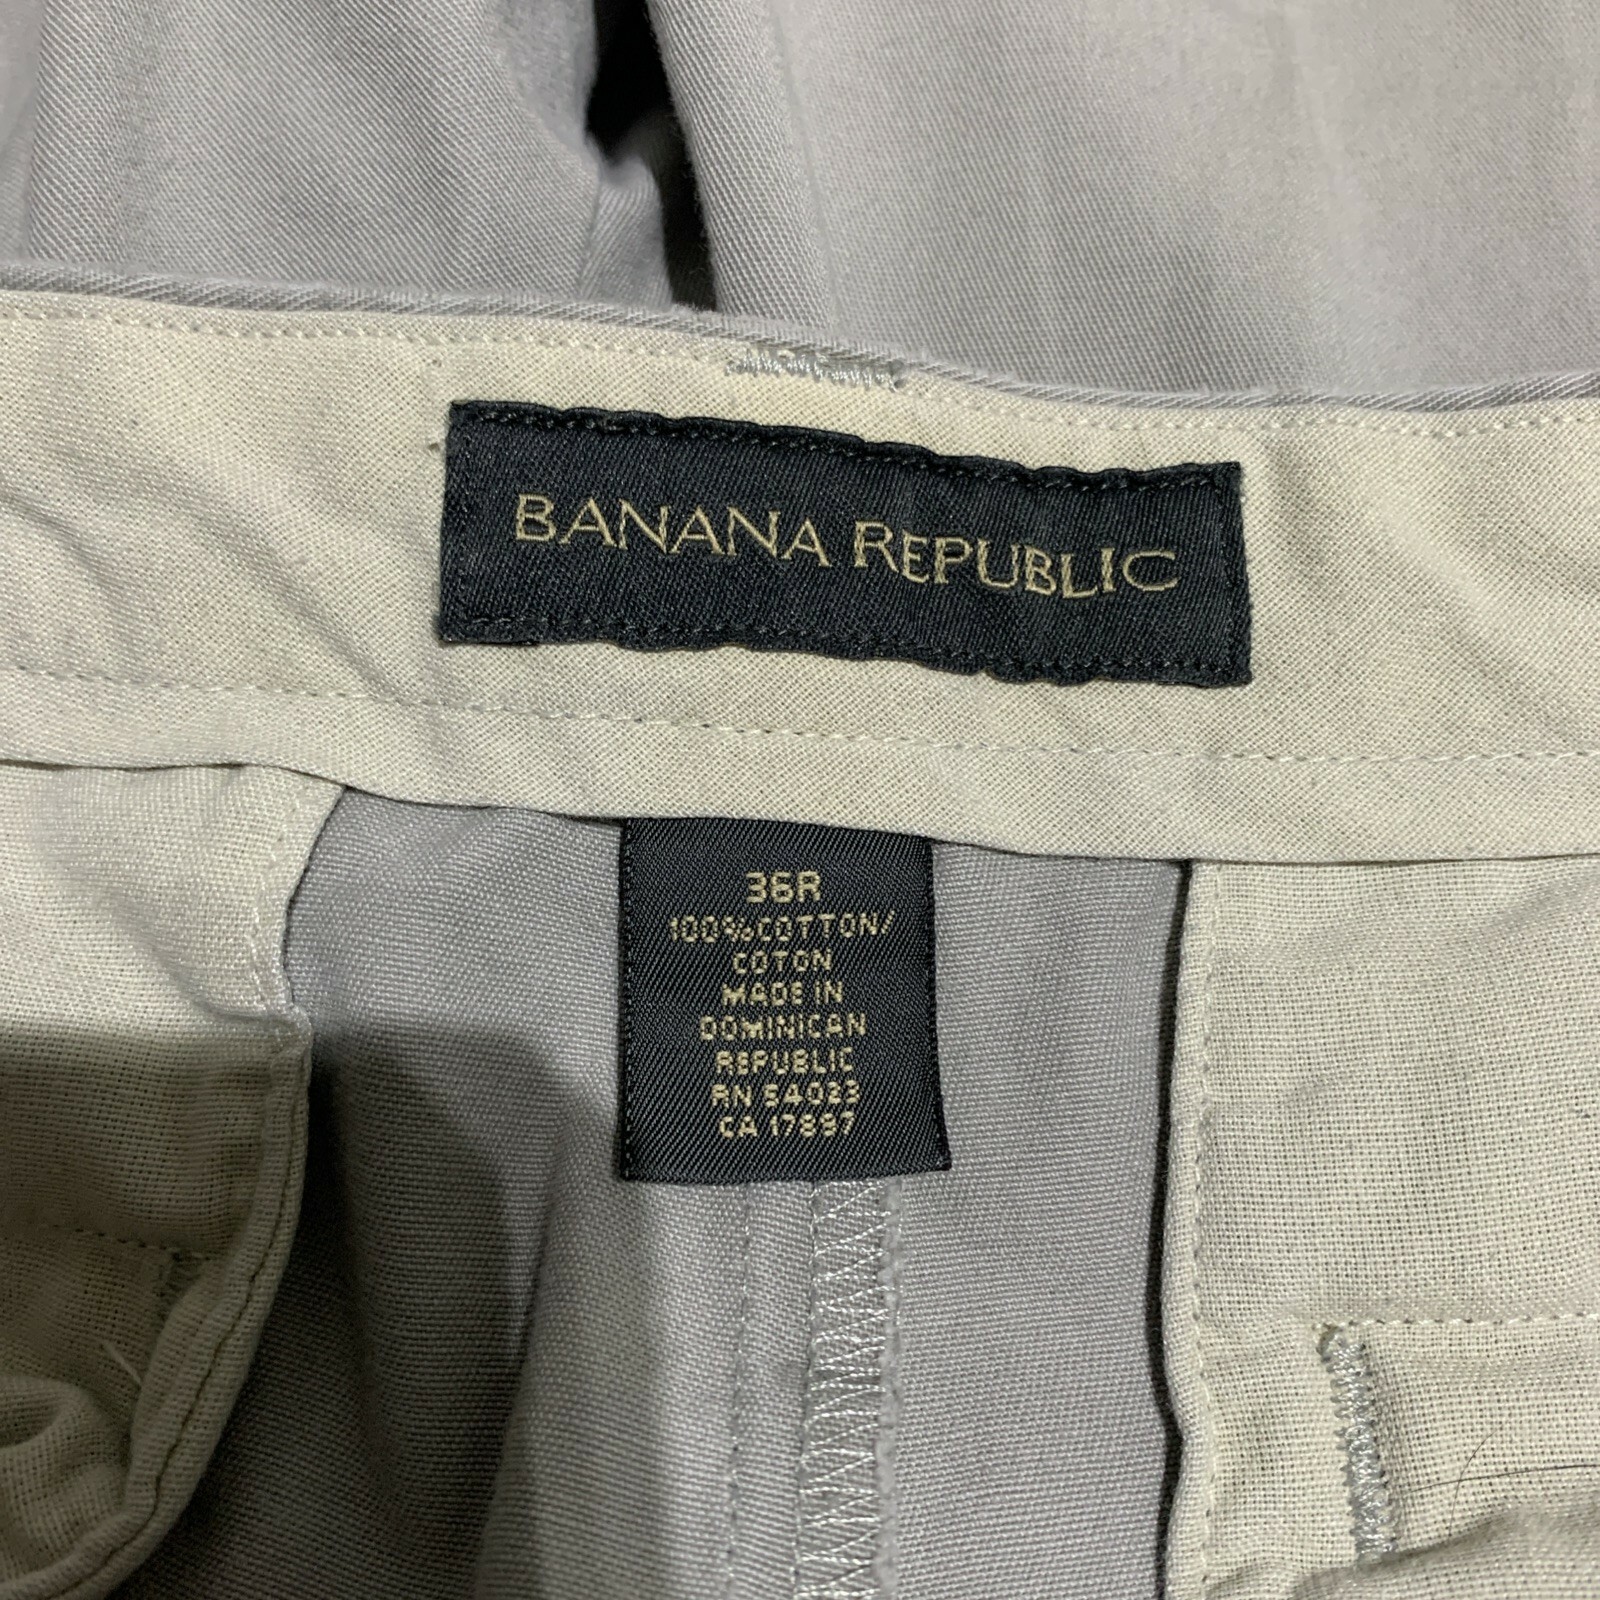 BANANA REPUBLIC
36R
100%COTTON/
COTON
MADE IN
DOMINICAN
REPUBLIC
RN 54023
CA 17897